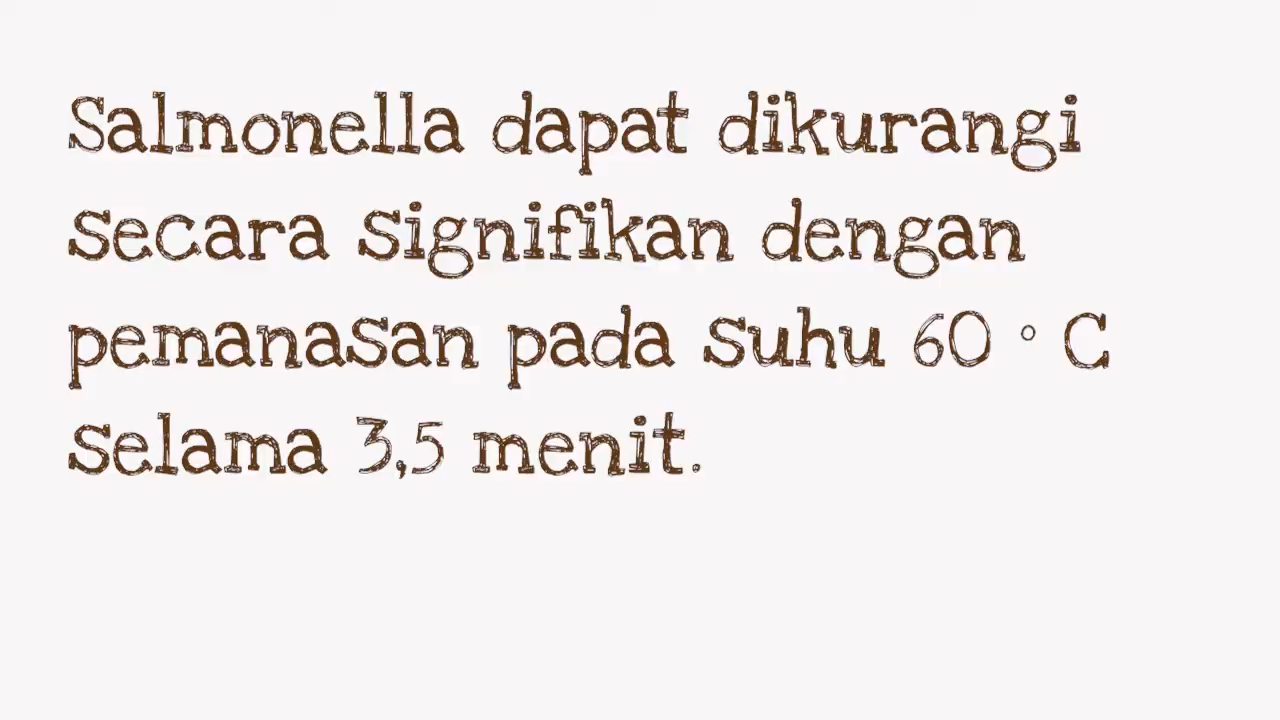 Salmonella dapat dikurangi
secara signifikan dengan
pemanasan pada suhu 60 ° C
selama 3,5 menit.